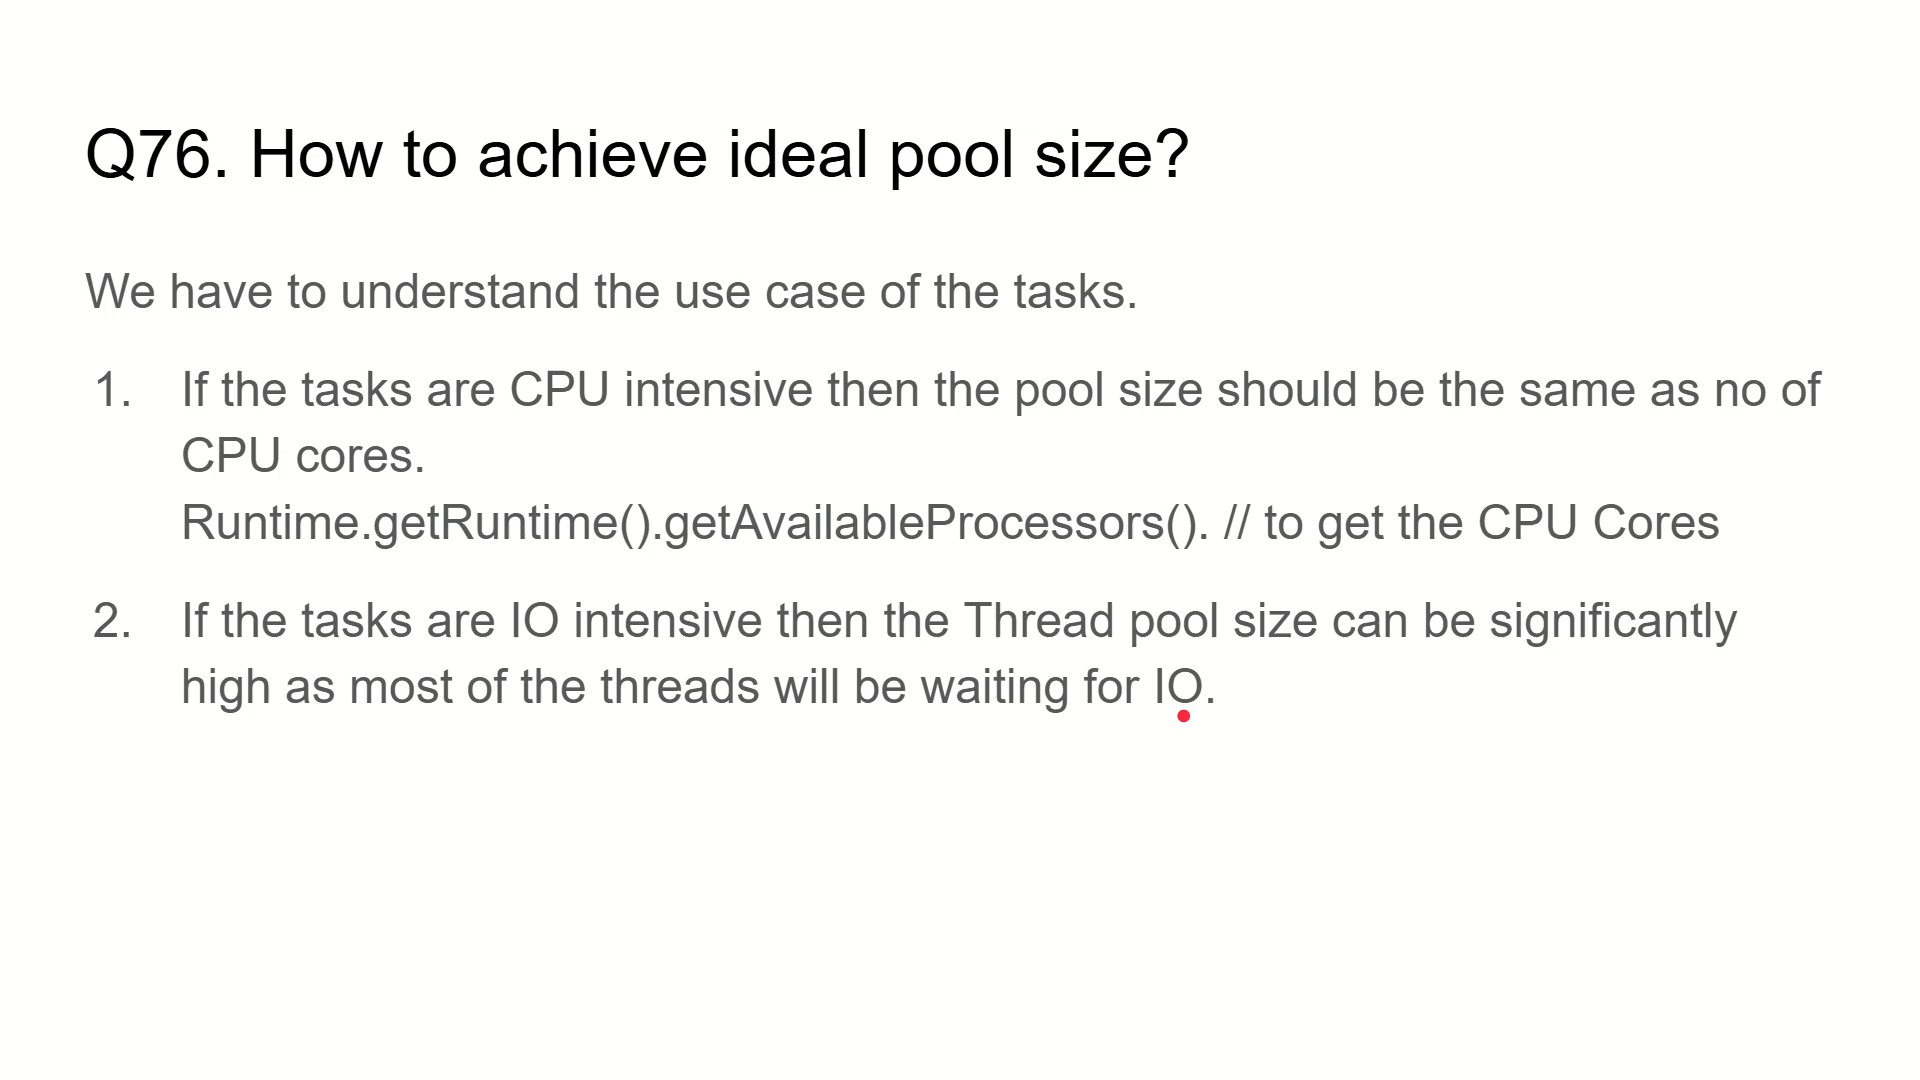 Q76. How to achieve ideal pool size?
We have to understand the use case of the tasks.
1. If the tasks are CPU intensive then the pool size should be the same as no of
CPU cores.
Runtime.getRuntime().getAvailableProcessors(). // to get the CPU Cores
2. If the tasks are IO intensive then the Thread pool size can be significantly
high as most of the threads will be waiting for IO.